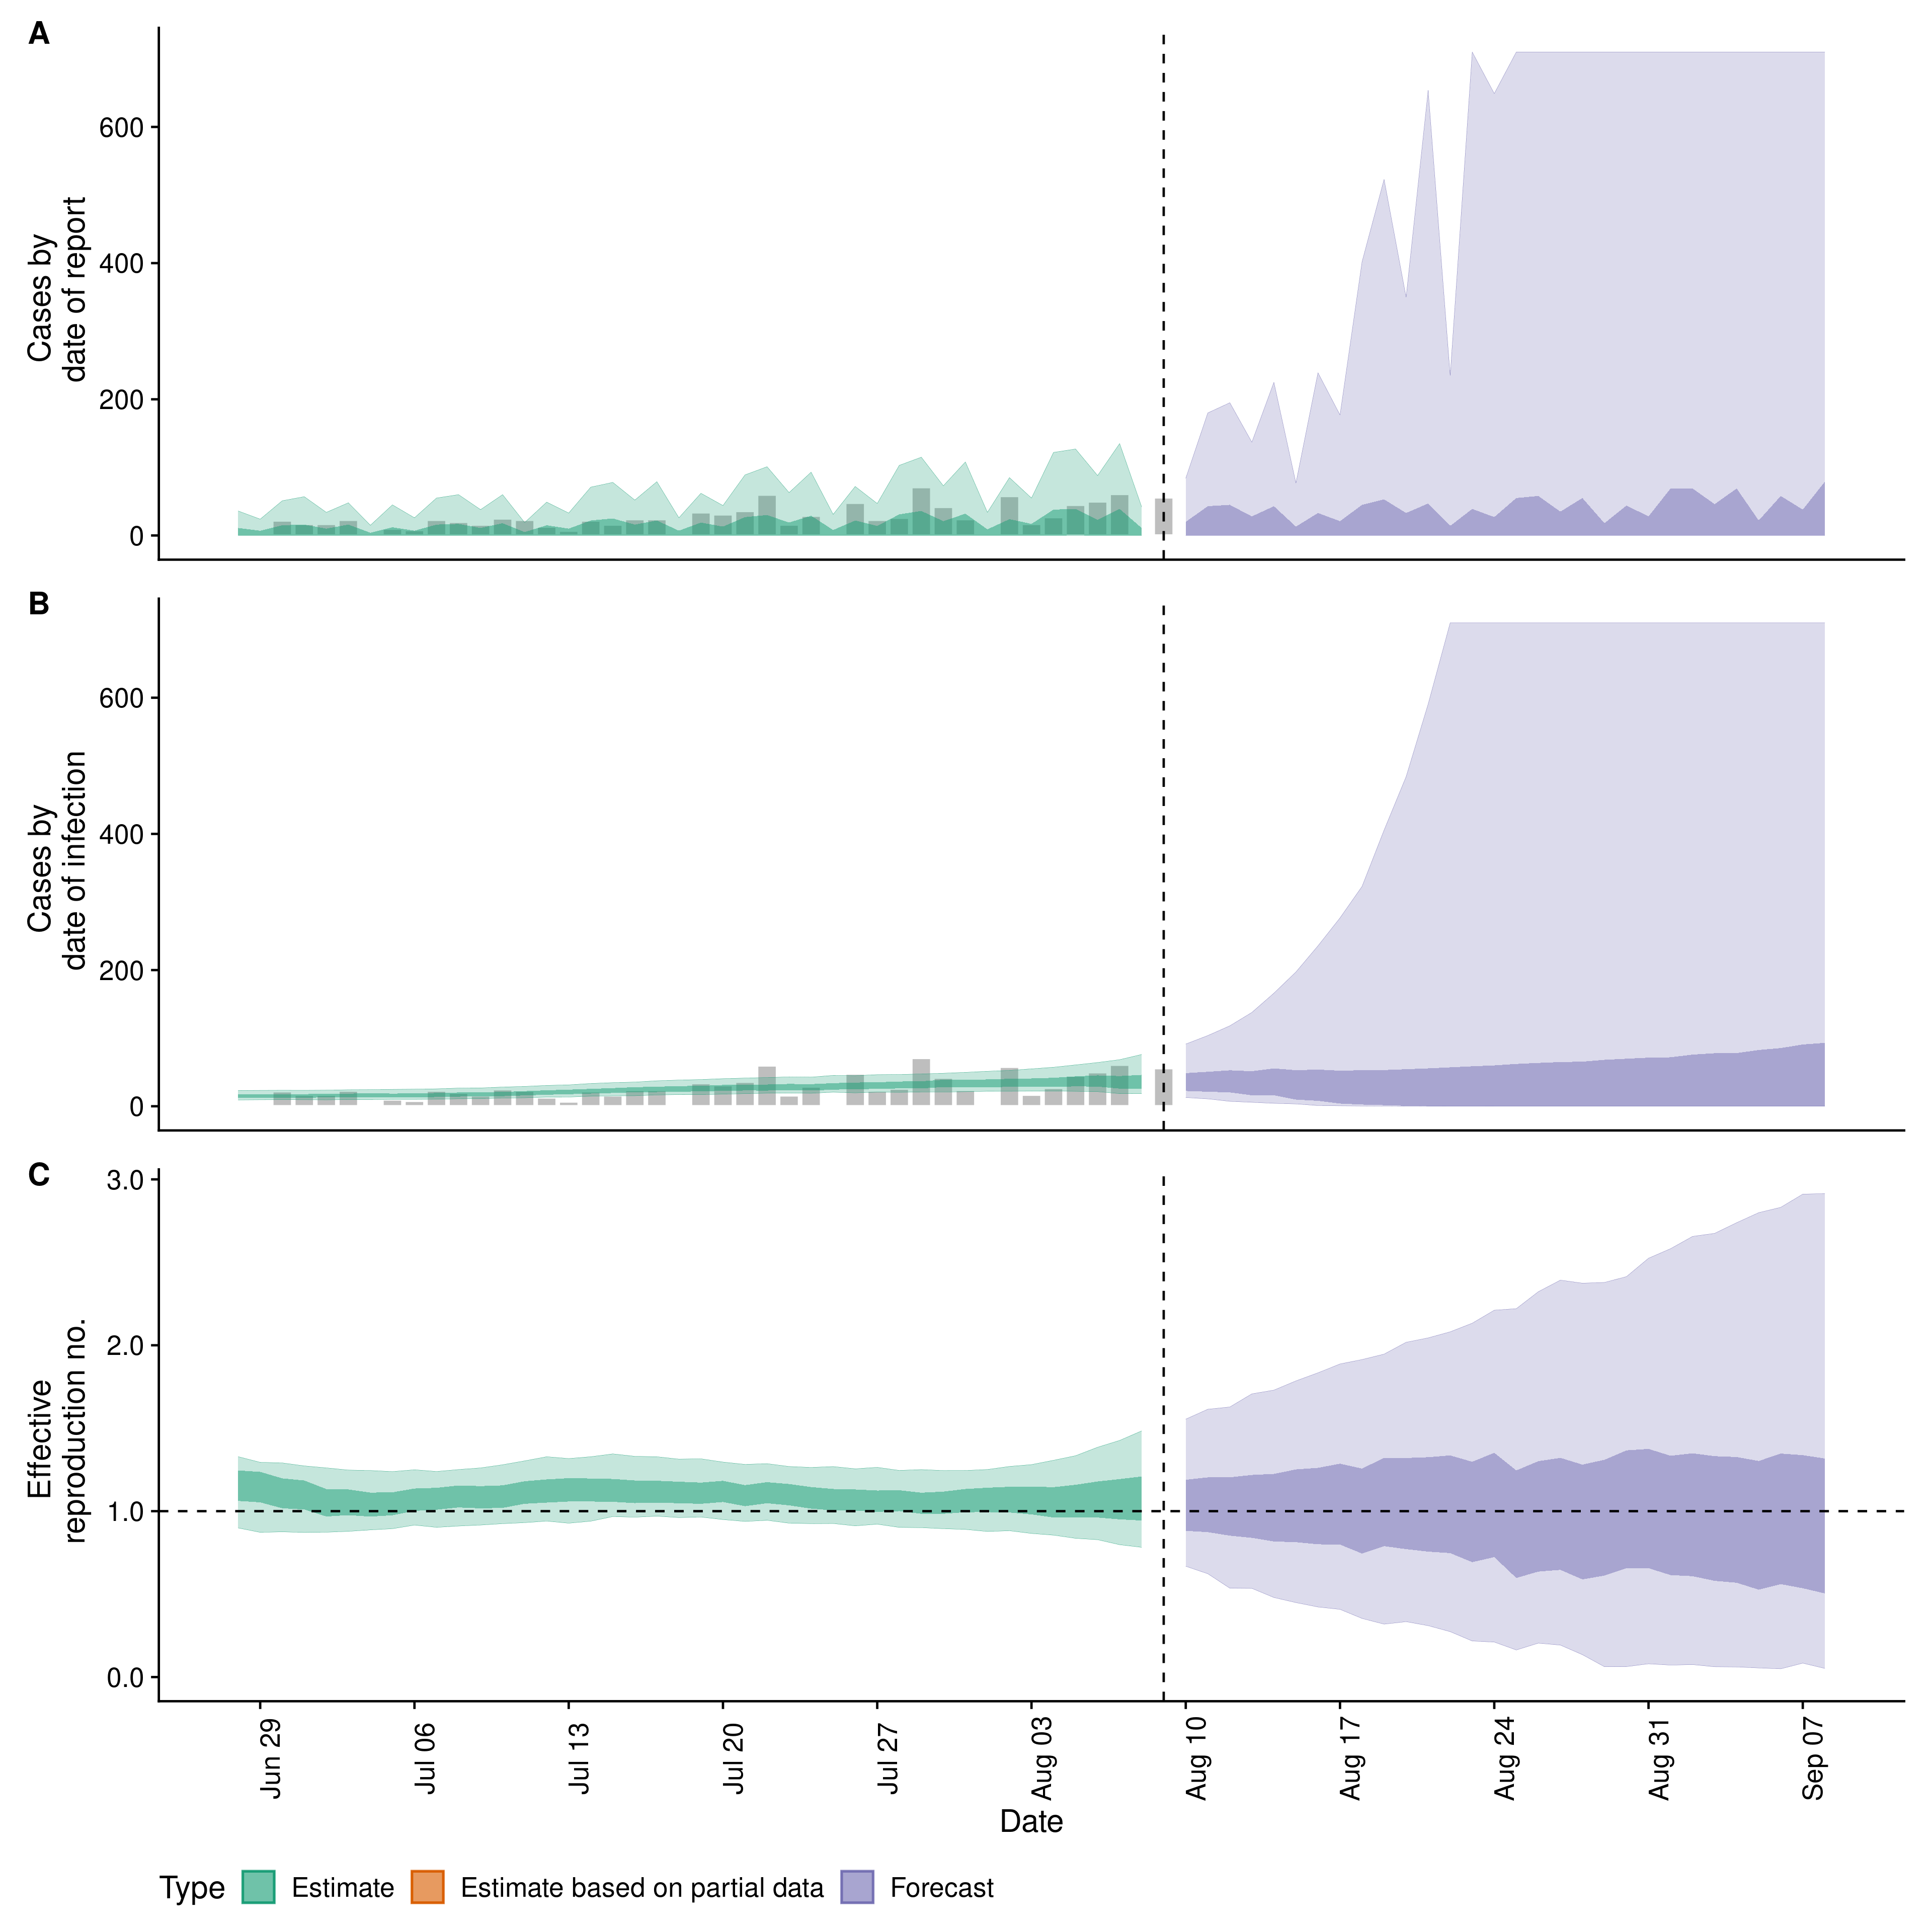 A
Cases by
date of report
600
400
200
0
B
Cases by
date of infection
600
400
200
0
C
Effective
reproduction no.
3.0
2.0
1.0
0.0
Jun 29
Jul 06
Jul 13
Jul 20
Jul 27
Aug 03
Aug 10
Aug 17
Aug 24
Aug 31
Sep 07
Date
Type Estimate Estimate based on partial data Forecast